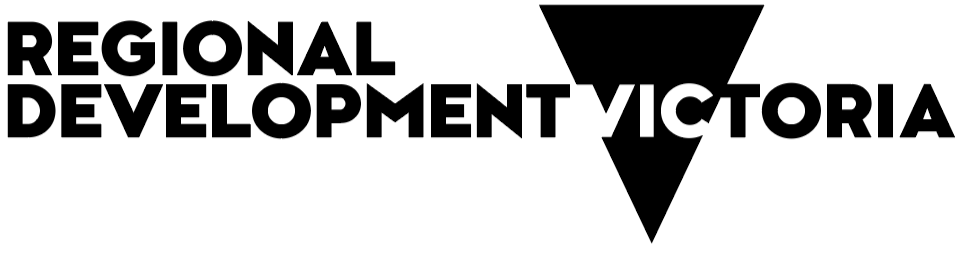 REGIONAL
DEVELOPMENT VICTORIA